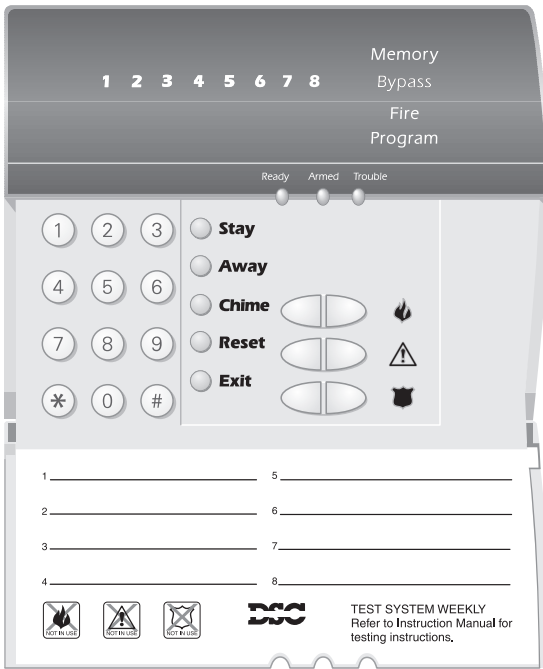 Memory
1 2 3 4 5 6 7 8 Bypass
Fire
Program
Ready Armed Trouble
1 2 3 Stay
Away
4 5 6
Chime
7 8 9 Reset
Exit
* 0 #
1 5
2 6
3 7
4 8
NOT IN USE NOT IN USE NOT IN USE
DSC
TEST SYSTEM WEEKLY
Refer to Instruction Manual for
testing instructions.